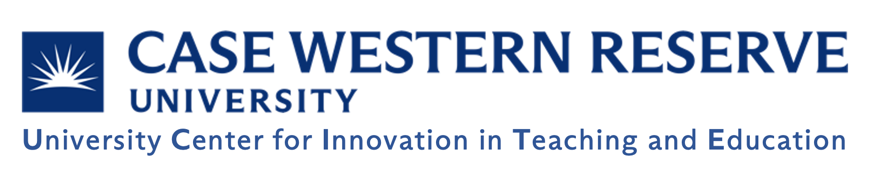 CASE WESTERN RESERVE
UNIVERSITY
University Center for Innovation in Teaching and Education